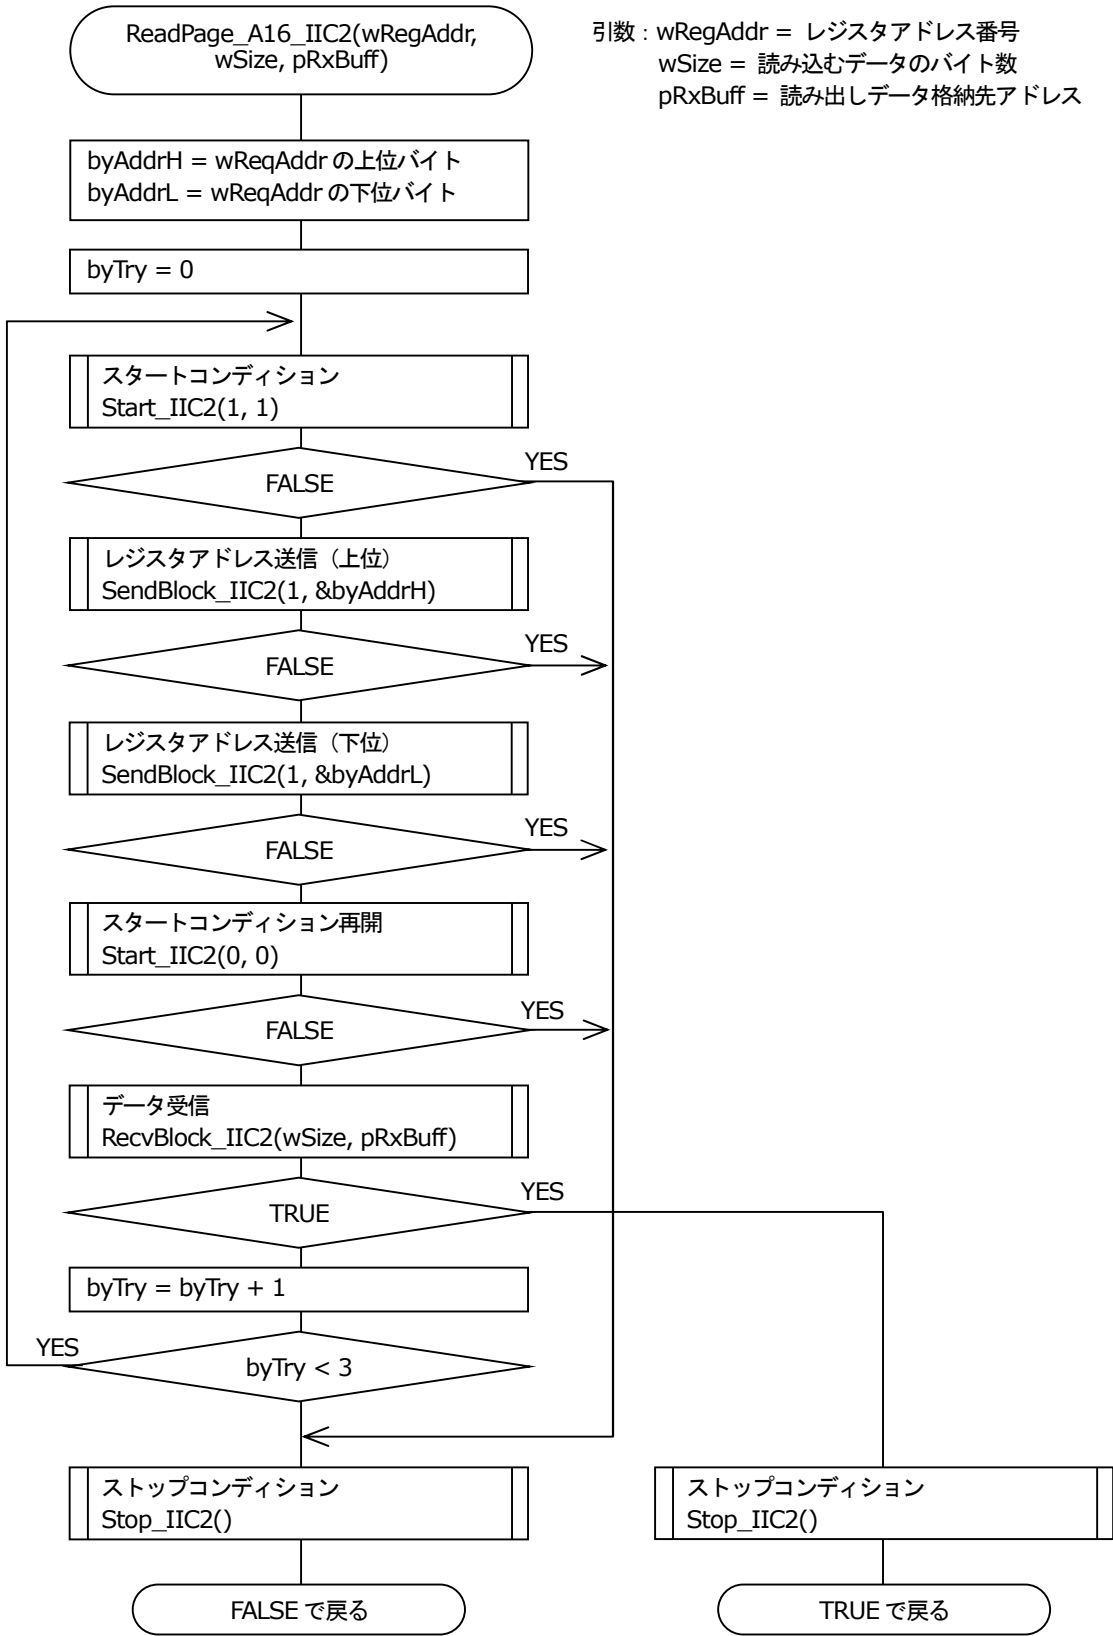 ReadPage_A16_IIC2(wRegAddr,
wSize, pRxBuff)
引数：wRegAddr = レジスタアドレス番号
wSize = 読み込むデータのバイト数
pRxBuff = 読み出しデータ格納先アドレス
byAddrH = wReqAddr の上位バイト
byAddrL = wReqAddr の下位バイト
byTry = 0
スタートコンディション
Start_IIC2(1, 1)
FALSE
YES
レジスタアドレス送信（上位）
SendBlock_IIC2(1, &byAddrH)
FALSE
YES
レジスタアドレス送信（下位）
SendBlock_IIC2(1, &byAddrL)
FALSE
YES
スタートコンディション再開
Start_IIC2(0, 0)
FALSE
YES
データ受信
RecvBlock_IIC2(wSize, pRxBuff)
TRUE
YES
byTry = byTry + 1
YES
byTry < 3
ストップコンディション
Stop_IIC2()
ストップコンディション
Stop_IIC2()
FALSE で戻る
TRUE で戻る